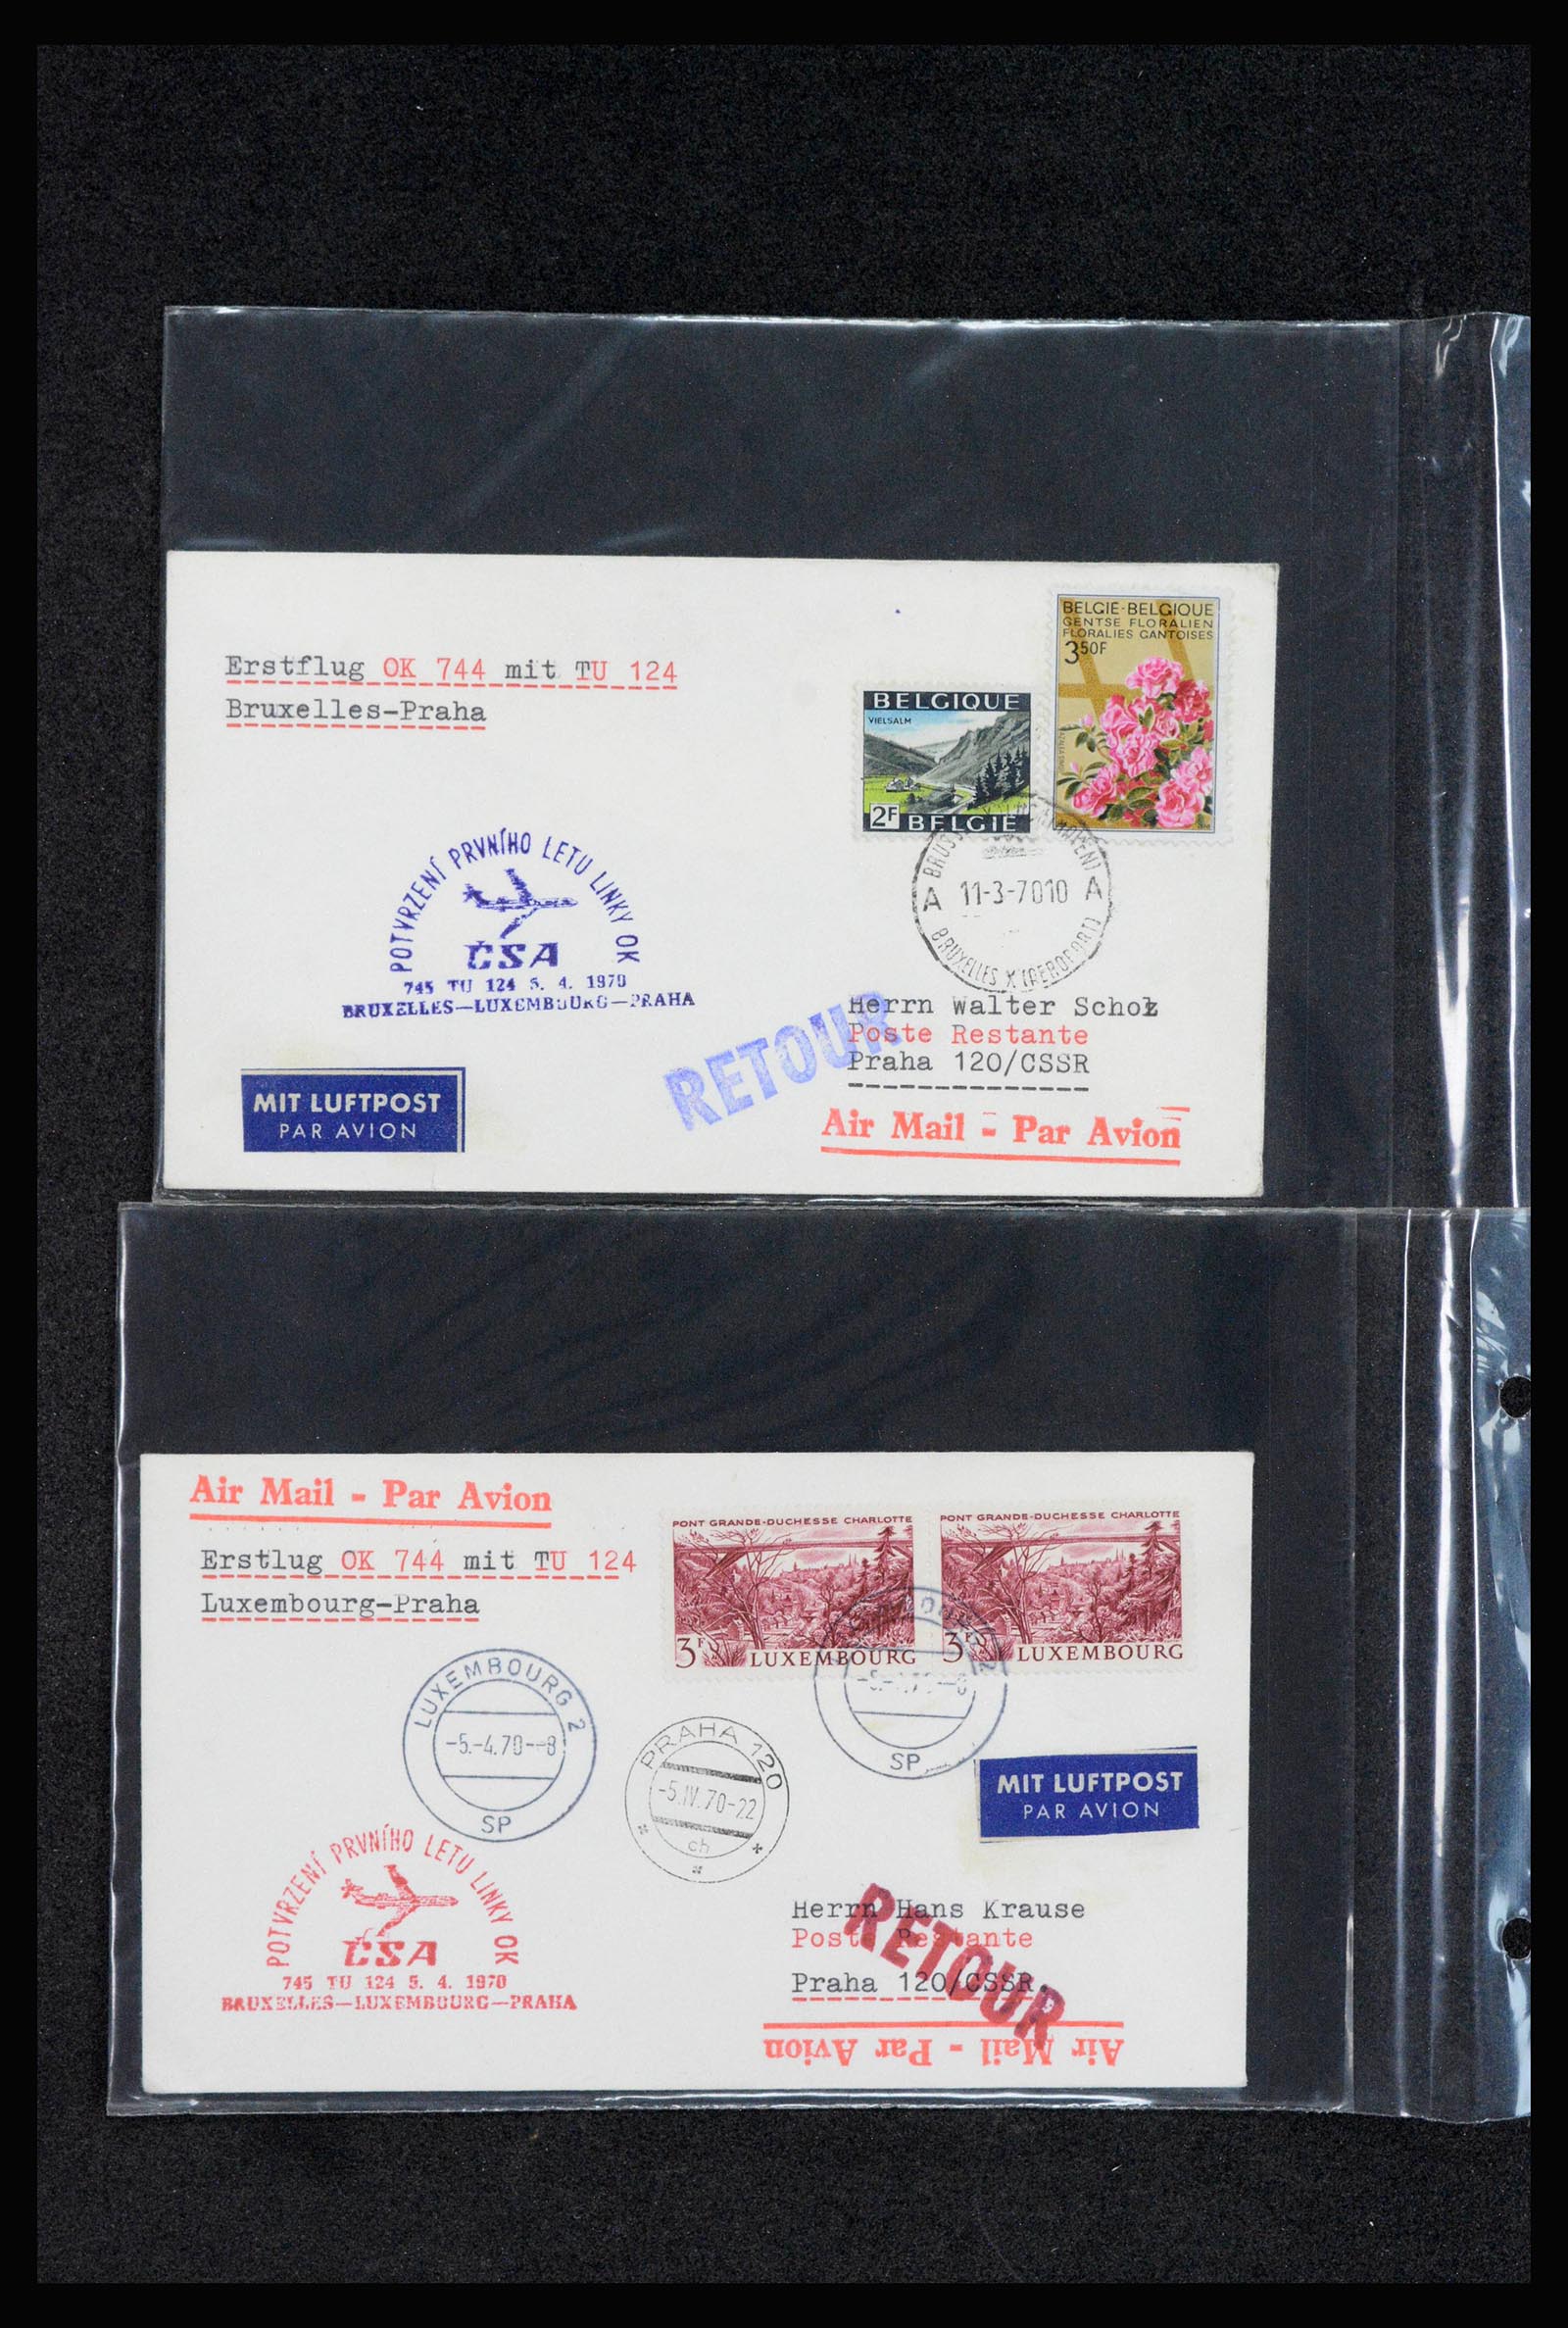 BELGIË-BELGIQUE
GENTSE FLORALIEN
FLORALIES GANTOISES
350F
Erstflug OK 744 mit TU 124
Bruxelles-Praha
BELGIQUE
VIELSALM
2F BELGIE
A 11-3-7010 A
BRUXELLES X (AEROPORT)
POTVRZENÍ PRVNÍHO LETU LINKY OK
ČSA
745 TU 124 5. 4. 1970
BRUXELLES—LUXEMBOURG—PRAHA
RETOUR
Herrn Walter Scholz
Poste Restante
Praha 120/CSSR
MIT LUFTPOST
PAR AVION
Air Mail - Par Avion
Air Mail - Par Avion
Erstlug OK 744 mit TU 124
Luxembourg-Praha
PONT GRANDE-DUCHESSE CHARLOTTE
3F LUXEMBOURG
PONT GRANDE-DUCHESSE CHARLOTTE
3F LUXEMBOURG
LUXEMBOURG 2
-5.-4.70--8
SP
PRAHA 120
-5.IV.70-22
ch
SP
MIT LUFTPOST
PAR AVION
POTVRZENÍ PRVNÍHO LETU LINKY OK
ČSA
745 TU 124 5. 4. 1970
BRUXELLES—LUXEMBOURG—PRAHA
Herrn Hans Krause
Poste Restante
Praha 120/CSSR.
RETOUR
Air Mail - Par Avion